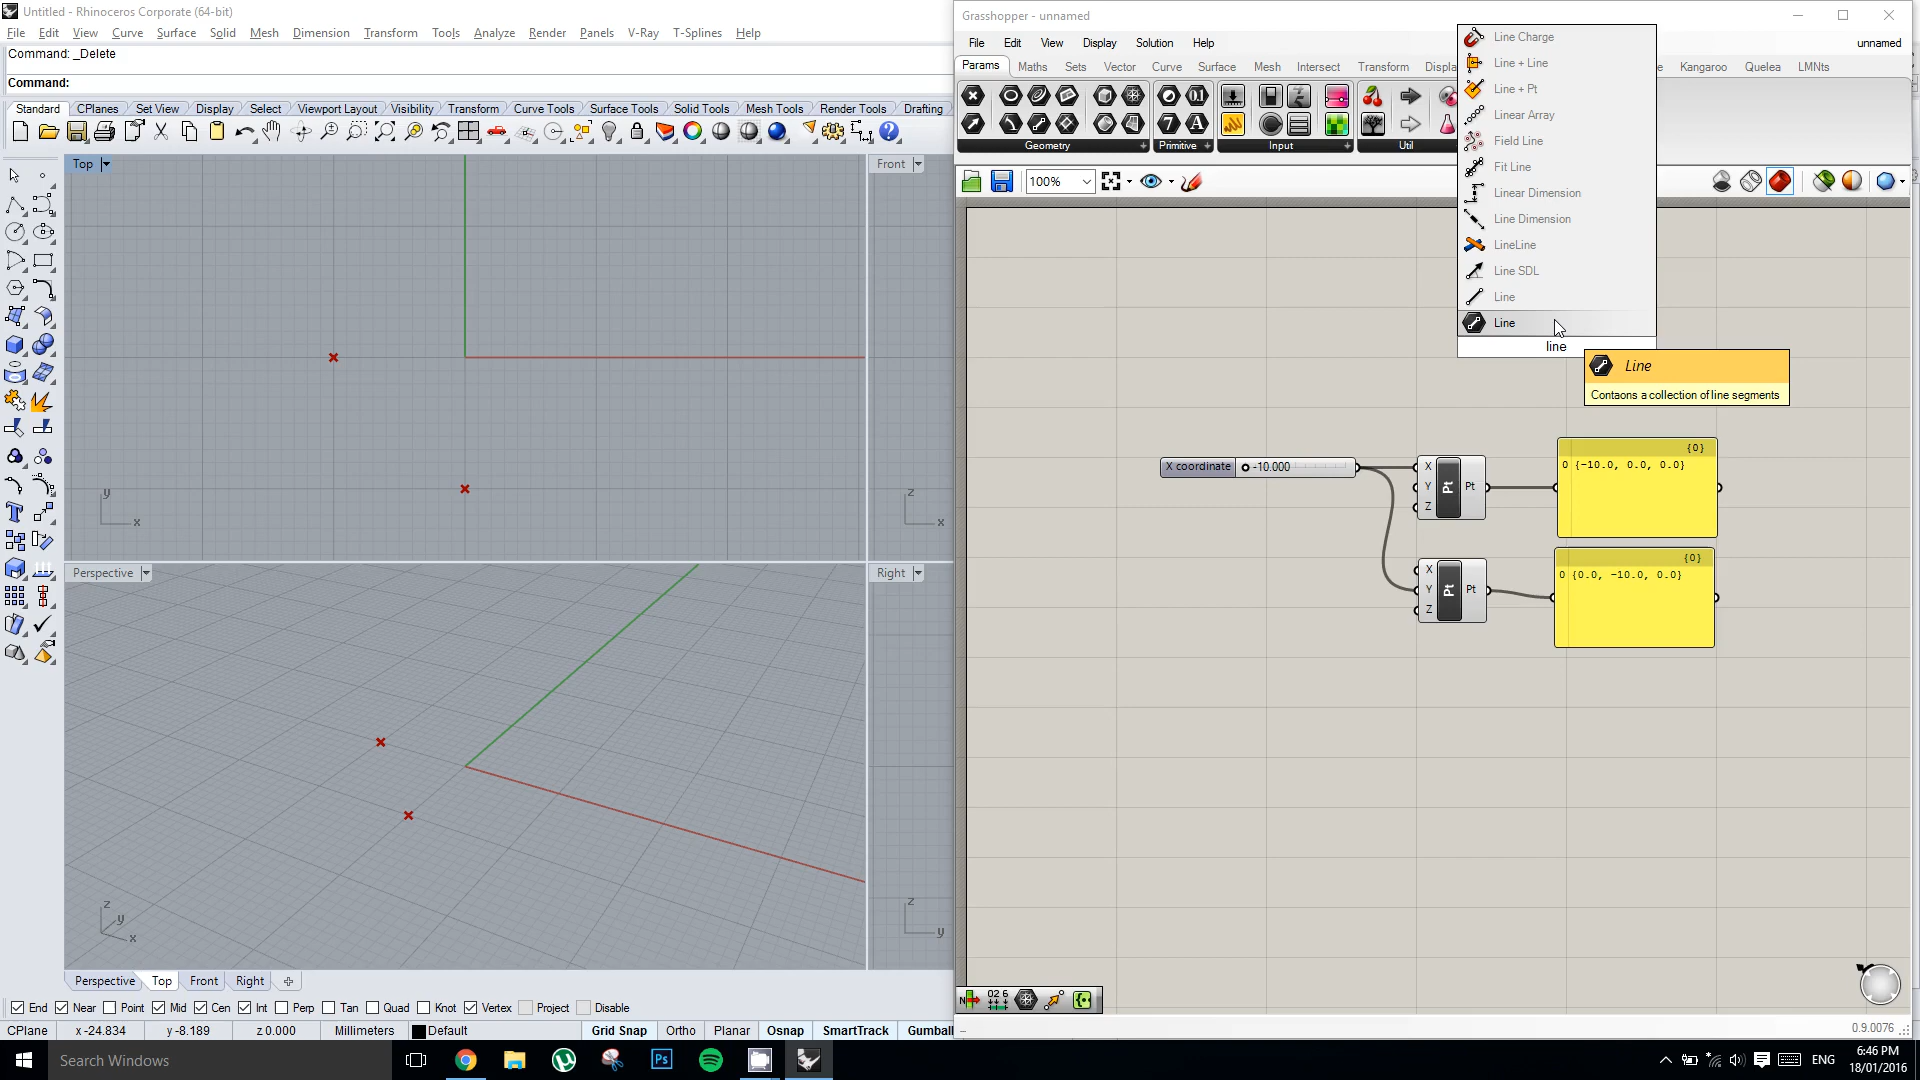 Untitled - Rhinoceros Corporate (64-bit)
File Edit View Curve Surface Solid Mesh Dimension Transform Tools Analyze Render Panels V-Ray T-Splines Help
Command: _Delete
Command:
Standard CPlanes Set View Display Select Viewport Layout Visibility Transform Curve Tools Surface Tools Solid Tools Mesh Tools Render Tools Drafting
Top
Front
y
x
z
x
Perspective
Right
z
y
x
z
y
Perspective Top Front Right
End Near Point Mid Cen Int Perp Tan Quad Knot Vertex Project Disable
CPlane x -24.834 y -8.189 z 0.000 Millimeters Default Grid Snap Ortho Planar Osnap SmartTrack Gumball
Grasshopper - unnamed
File Edit View Display Solution Help
unnamed
Params Maths Sets Vector Curve Surface Mesh Intersect Transform Displa
Kangaroo Quelea LMNts
Geometry Primitive Input Util
100%
Line Charge
Line + Line
Line + Pt
Linear Array
Field Line
Fit Line
Linear Dimension
Line Dimension
LineLine
Line SDL
Line
Line
line
Line
Contaons a collection of line segments
X coordinate -10.000
X
Y
Z
Pt
Pt
{0}
0 {-10.0, 0.0, 0.0}
X
Y
Z
Pt
Pt
{0}
0 {0.0, -10.0, 0.0}
0.9.0076
Search Windows
Ps
ENG
6:46 PM
18/01/2016